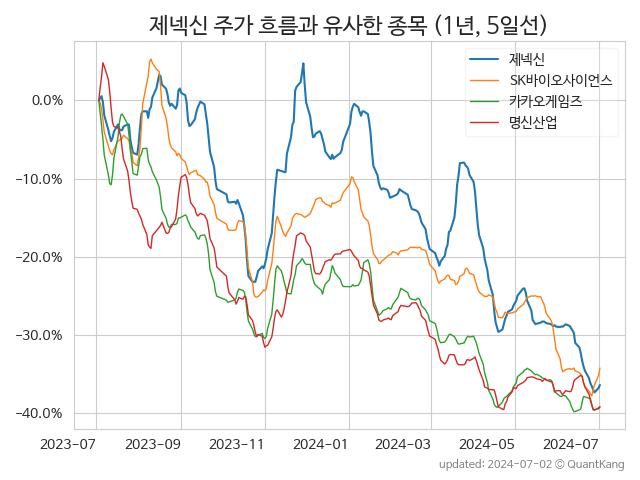 제넥신 주가 흐름과 유사한 종목 (1년, 5일선)
제넥신
SK바이오사이언스
카카오게임즈
명신산업
0.0%
−10.0%
−20.0%
−30.0%
−40.0%
2023-07 2023-09 2023-11 2024-01 2024-03 2024-05 2024-07
updated: 2024-07-02 © QuantKang